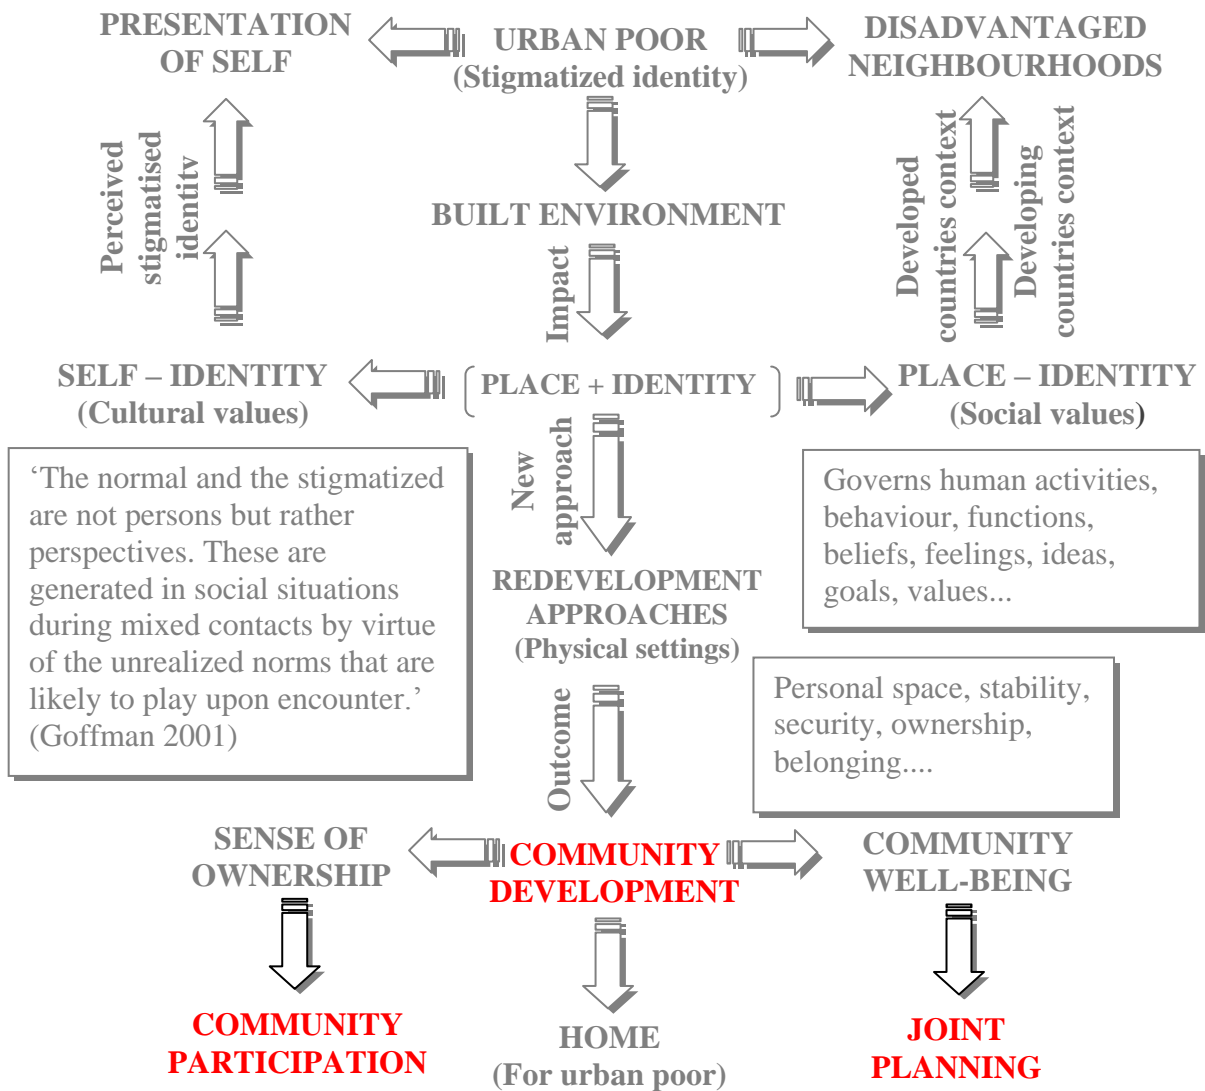 PRESENTATION
OF SELF
URBAN POOR
(Stigmatized identity)
DISADVANTAGED
NEIGHBOURHOODS
Perceived
stigmatised
identity
BUILT ENVIRONMENT
Developed
countries context
Developing
countries context
Impact
SELF – IDENTITY
(Cultural values)
PLACE + IDENTITY
PLACE – IDENTITY
(Social values)
‘The normal and the stigmatized
are not persons but rather
perspectives. These are
generated in social situations
during mixed contacts by virtue
of the unrealized norms that are
likely to play upon encounter.’
(Goffman 2001)
New
approach
Governs human activities,
behaviour, functions,
beliefs, feelings, ideas,
goals, values...
REDEVELOPMENT
APPROACHES
(Physical settings)
Personal space, stability,
security, ownership,
belonging....
Outcome
SENSE OF
OWNERSHIP
COMMUNITY
DEVELOPMENT
COMMUNITY
WELL-BEING
COMMUNITY
PARTICIPATION
HOME
(For urban poor)
JOINT
PLANNING